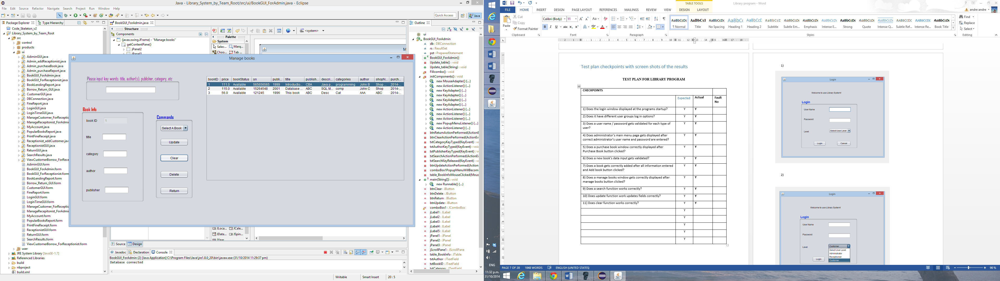 Java - Library_System_by_Team_Root/src/ui/BookGUI_ForAdmin.java - Eclipse
File Edit Source Refactor Navigate Search Project Run Window Help
Quick Access
Java
Package Explorer
Type Hierarchy
Code_Skeleton_v2
Library_System_by_Team_Root
src
control
products
ui
AdiminGUI.java
Admin_addReceptionist.java
Admin_purchaseBook.java
Admin_purchaseReport.java
BookGUI_ForAdmin.java
BookGUI_ForReceptionist.java
BookLendingReport.java
Borrow_Return_GUI.java
CustomerGUI.java
DBConnection.java
FineReport.java
LoginGUI.java
LoginTimeGUI.java
ManageCustomer_ForReceptio
ManageRecepitonist_ForAdmi
MyAccount.java
PopularBooksReport.java
PrintFineReceipt.java
Receptionist_addCustomer.java
ReceptionistGUI.java
ReturnGUI.java
SearchResults.java
ViewCustomerBorrow_ForRece
AdiminGUI.form
BookGUI_ForAdmin.form
BookGUI_ForReceptionist.form
BookLendingReport.form
Borrow_Return_GUI.form
CustomerGUI.form
FineReport.form
LoginGUI.form
LoginTimeGUI.form
ManageCustomer_ForReceptio
ManageRecepitonist_ForAdmi
MyAccount.form
PopularBooksReport.form
PrintFineReceipt.form
ReceptionistGUI.form
ReturnGUI.form
SearchResults.form
ViewCustomerBorrow_ForReceptionist.form
user
JRE System Library [JavaSE-1.7]
Referenced Libraries
build
nbproject
build.xml
BookGUI_ForAdmin.java
Structure
Components
(javax.swing.JFrame) - "Manage books"
getContentPane()
jPanel2
<system>
Palette
System
Selec... Marq...
Choo... Tab ...
Manage books
Please input key words: title, author(s), publisher, category, etc
Book Info
book ID 1
title
category
author
publisher
Commands
Select A Book
Update
Clear
Delete
Return
bookID price bookStatus sn publi... title publish... descri... categories author shopN... purch...
1 111.0 Available 565656565 1999 Introductio... CBA Java p... programming John B Shop ... 2014-...
2 115.0 Available 15264548 2001 Database ... ABC SQL M... comp John C Shop 2014-...
3 56.0 Available 121245 1996 This book ABC Desc Cat AAA ABC 2014-...
JLoca... JCale...
JDate... JSpin...
JYear
Source Design
Javadoc Declaration Console
BookGUI_ForAdmin (2) [Java Application] C:\Program Files\Java\jre1.8.0_20\bin\javaw.exe (31/10/2014 11:29:37 pm)
Database connected
Writable Smart Insert 20 : 5
Outline
ui
BookGUI_ForAdmin
db : DBConnection
rs : ResultSet
pst : PreparedStatement
BookGUI_ForAdmin()
Update_table() : void
Update_table(String) : void
Fillcombo() : void
initComponents() : void
new MouseAdapter() {...}
new ActionListener() {...}
new KeyAdapter() {...}
new KeyAdapter() {...}
new KeyAdapter() {...}
new KeyAdapter() {...}
new ActionListener() {...}
new ActionListener() {...}
new ActionListener() {...}
new PopupMenuListener() {...}
new ActionListener() {...}
btnReturnActionPerformed(ActionE
btnClearActionPerformed(ActionEv
txtCategoryKeyTyped(KeyEvent) : vo
txtAuthorKeyTyped(KeyEvent) : voic
txtPublisherKeyTyped(KeyEvent) : vo
txtSearchActionPerformed(ActionEv
txtSearchKeyReleased(KeyEvent) : vo
btnUpdateActionPerformed(Action
comboBox1PopupMenuWillBecom
table_BookInfoMouseClicked(Mous
main(String[]) : void
new Runnable() {...}
btnClear : JButton
btnDelete : JButton
btnReturn : JButton
btnUpdate : JButton
comboBox1 : JComboBox
jLabel1 : JLabel
jLabel2 : JLabel
jLabel3 : JLabel
jLabel4 : JLabel
jLabel5 : JLabel
jPanel1 : JPanel
jPanel2 : JPanel
jPanel3 : JPanel
jScrollPane1 : JScrollPane
table_BookInfo : JTable
txtAuthor : JTextField
txtBookID : JTextField
txtCategory : JTextField
ENG
11:32 p.m.
31/10/2014
TABLE TOOLS
Library program - Word
andre andre
FILE HOME INSERT DESIGN PAGE LAYOUT REFERENCES MAILINGS REVIEW VIEW DESIGN LAYOUT
Paste
Cut
Copy
Format Painter
Calibri (Body) 11
¶ Normal Title No Spacing Heading 1 Heading 2 Subtitle Subtle Em... Emphasis Intense E... Strong Quote Intense Q... Subtle Ref... Intense Re... Book Title
Find
Replace
Select
Clipboard Font Paragraph Styles Editing
Test plan checkpoints with screen shots of the results
TEST PLAN FOR LIBRARY PROGRAM
CHECKPOINTS
Expected Actual Fault No
1) Does the login window displayed at the programs startup? Y Y
2) Does it have different user groups log in options? Y Y
3) Does a user name / password gets validated for each type of user? Y Y
4) Does administrator's main menu page gets displayed after correct administrator's user name and password are entered? Y Y
5) Does a purchase book window correctly displayed after Purchase Book button clicked? Y Y
6) Does a new book's data input gets validated? Y Y
7) Does a book gets correctly added after all information entered and Add book button clicked? Y Y
8) Does a manage books window gets correctly displayed after manage books button clicked? Y Y
9) Does a search function works correctly? Y Y
10) Does update function work updates fields correctly? Y Y
11) Does clear function works correctly? Y Y
Y
Y
Y
Y
Y
1)
Login
Welcome to use Library System!
Login
User Name
Password
Level Select User Level
Login Cancel
2)
Login
Welcome to use Library System!
Login
User Name
Password
Level Customer
Select User Level
Administrator
Receptionist
Customer
Login
PAGE 7 OF 20 1048 WORDS ENGLISH (UNITED STATES)
90 %